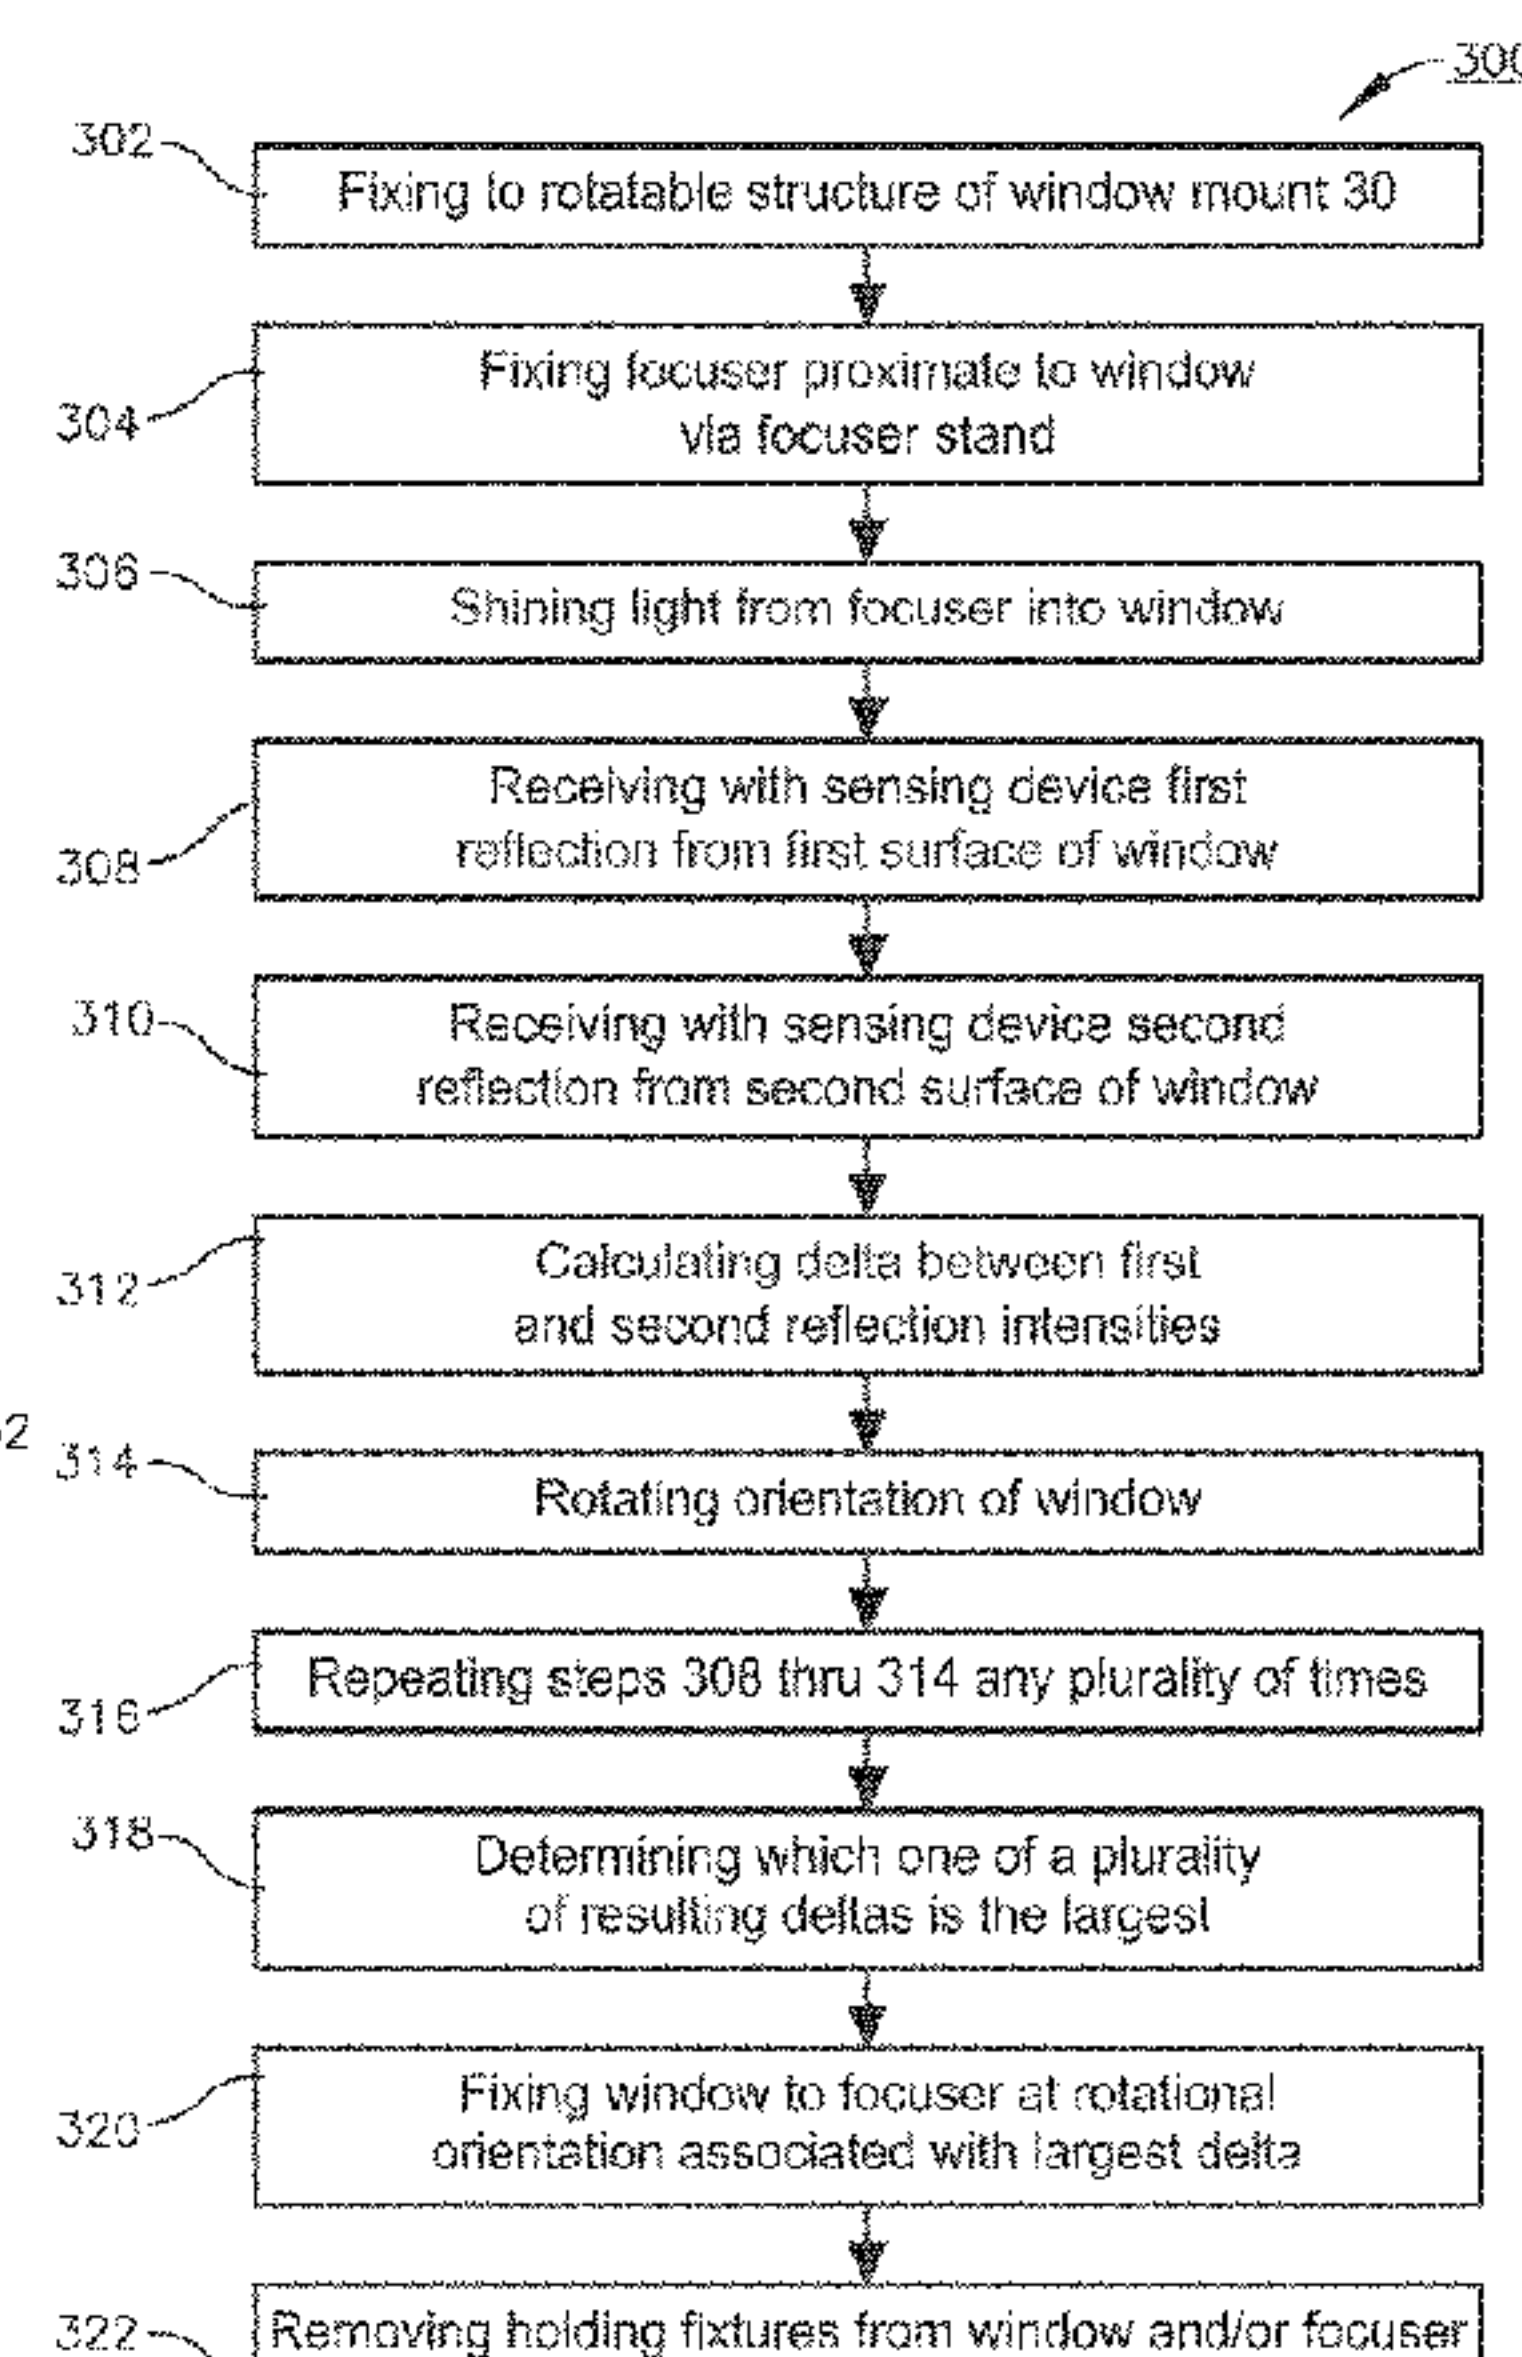 300
302
Fixing to rotatable structure of window mount 30
304
Fixing focuser proximate to window
via focuser stand
306
Shining light from focuser into window
308
Receiving with sensing device first
reflection from first surface of window
310
Receiving with sensing device second
reflection from second surface of window
312
Calculating delta between first
and second reflection intensities
2
314
Rotating orientation of window
316
Repeating steps 308 thru 314 any plurality of times
318
Determining which one of a plurality
of resulting deltas is the largest
320
Fixing window to focuser at rotational
orientation associated with largest delta
322
Removing holding fixtures from window and/or focuser